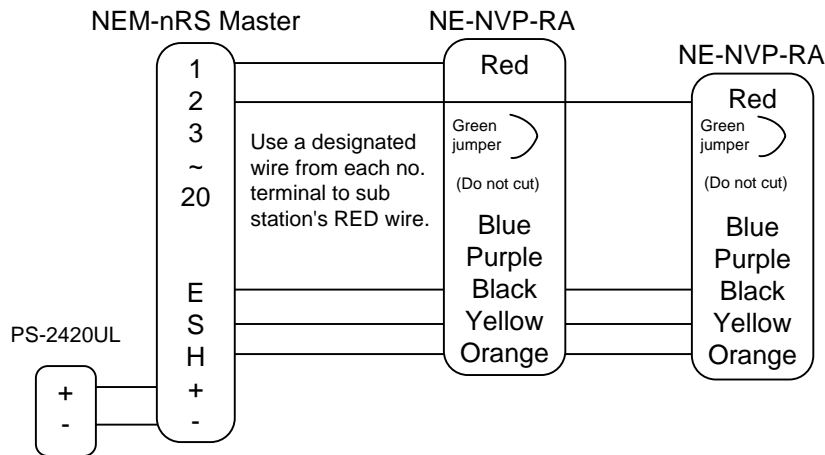 NEM-nRS Master
1
2
3
~
20
E
S
H
+
-
PS-2420UL
+
-
Use a designated
wire from each no.
terminal to sub
station's RED wire.
NE-NVP-RA
Red
Green
jumper
(Do not cut)
Blue
Purple
Black
Yellow
Orange
NE-NVP-RA
Red
Green
jumper
(Do not cut)
Blue
Purple
Black
Yellow
Orange